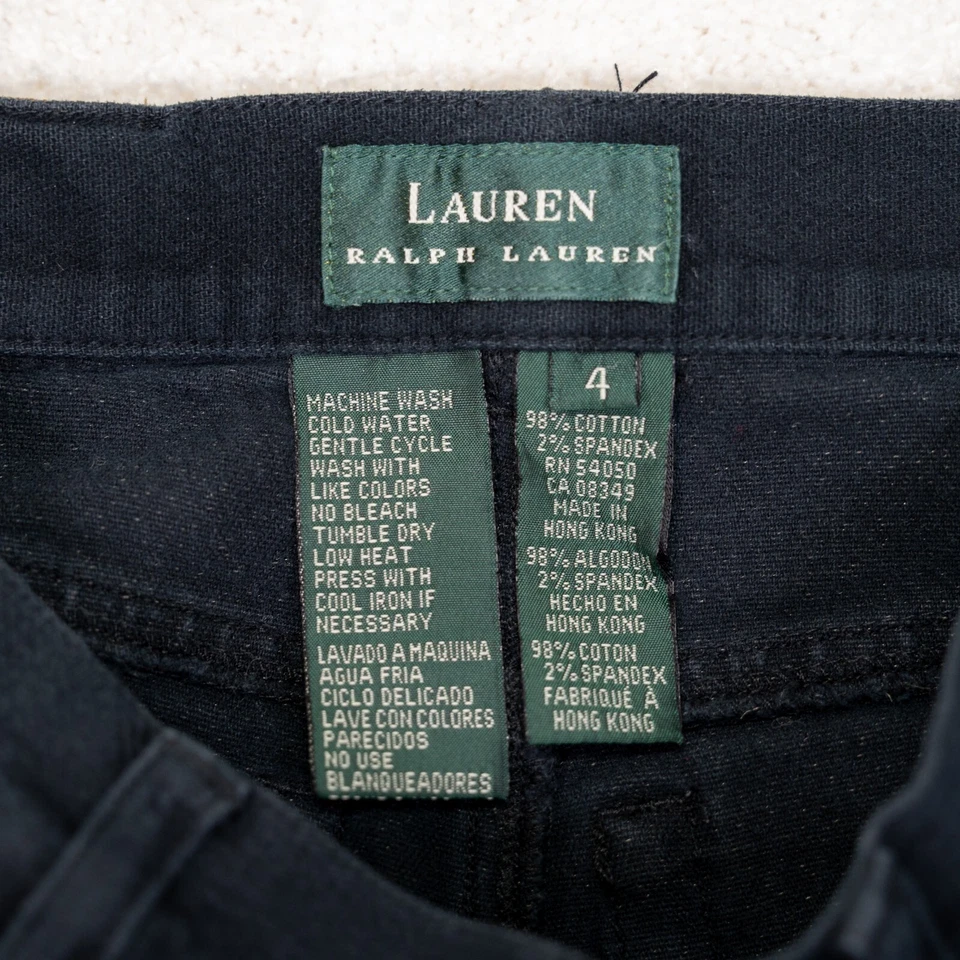 LAUREN
RALPH LAUREN
MACHINE WASH
COLD WATER
GENTLE CYCLE
WASH WITH
LIKE COLORS
NO BLEACH
TUMBLE DRY
LOW HEAT
PRESS WITH
COOL IRON IF
NECESSARY
LAVADO A MAQUINA
AGUA FRIA
CICLO DELICADO
LAVE CON COLORES
PARECIDOS
NO USE
BLANQUEADORES
4
98% COTTON
2% SPANDEX
RN 54050
CA 08349
MADE IN
HONG KONG
98% ALGODON
2% SPANDEX
HECHO EN
HONG KONG
98% COTON
2% SPANDEX
FABRIQUÉ À
HONG KONG